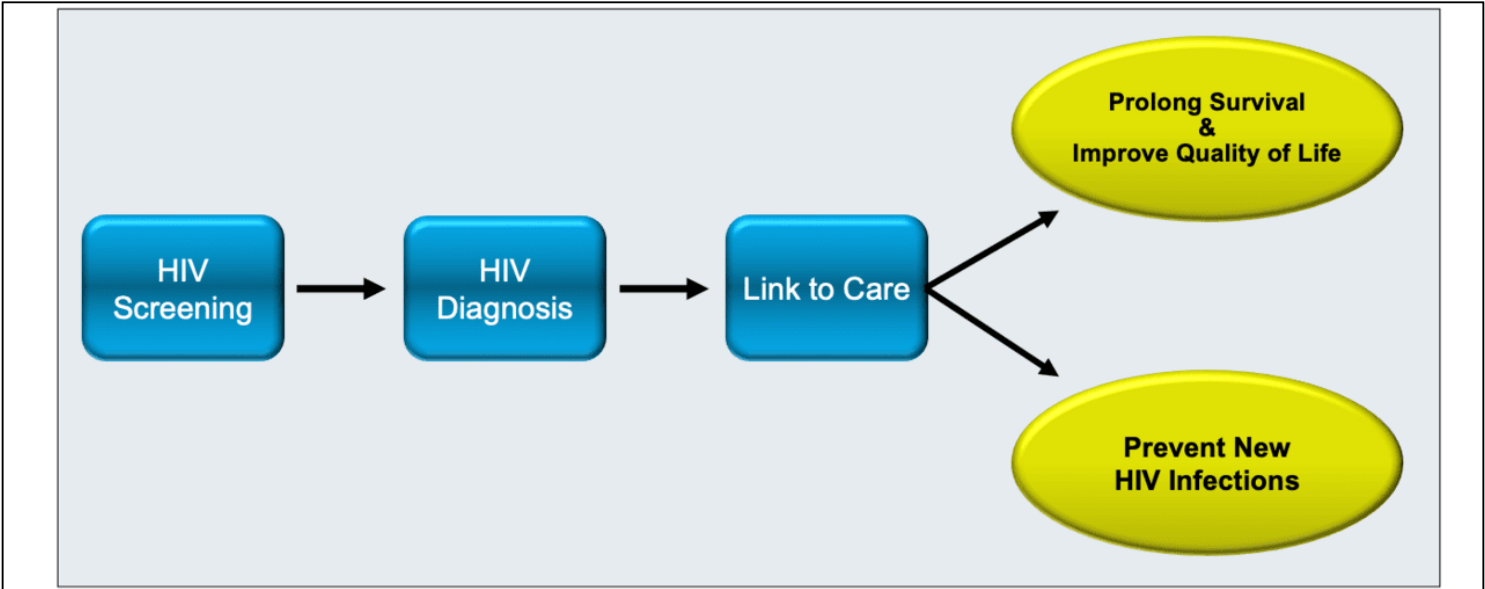 HIV
Screening
HIV
Diagnosis
Link to Care
Prolong Survival
&
Improve Quality of Life
Prevent New
HIV Infections